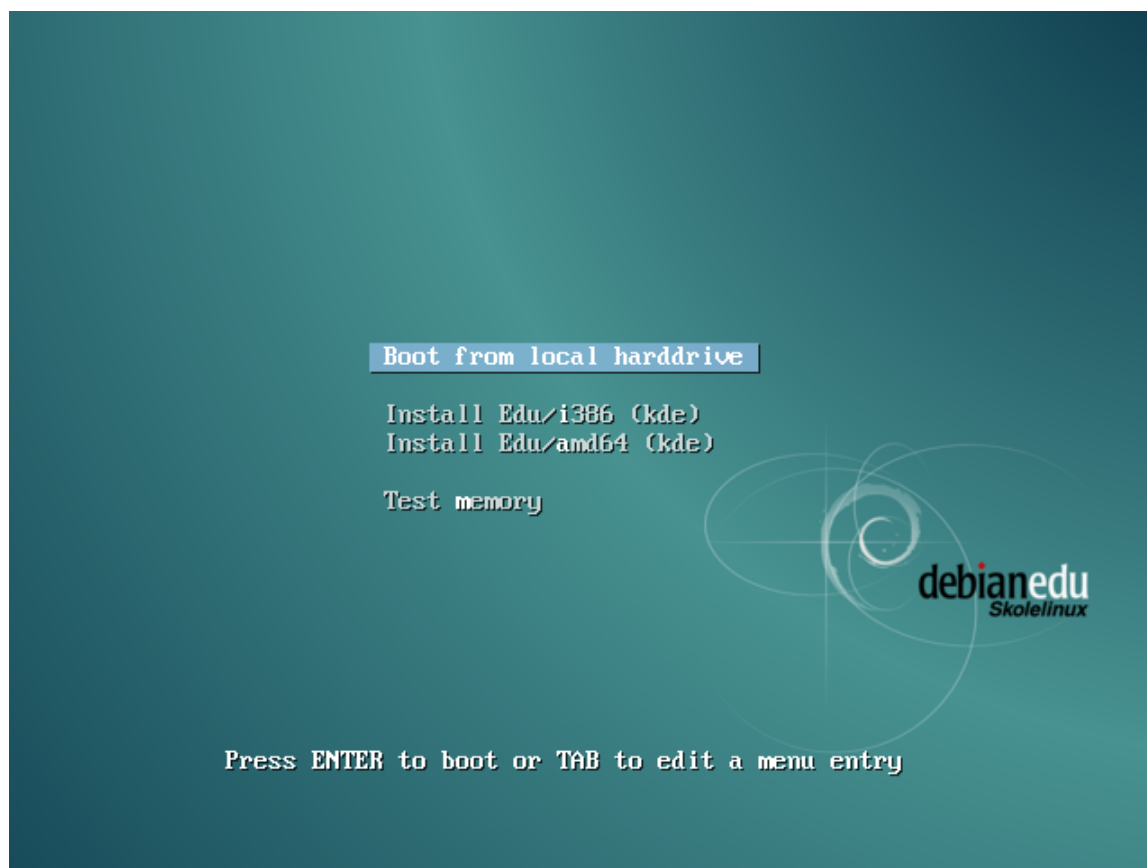 Boot from local harddrive
Install Edu/i386 (kde)
Install Edu/amd64 (kde)
Test memory
debianedu
Skolelinux
Press ENTER to boot or TAB to edit a menu entry